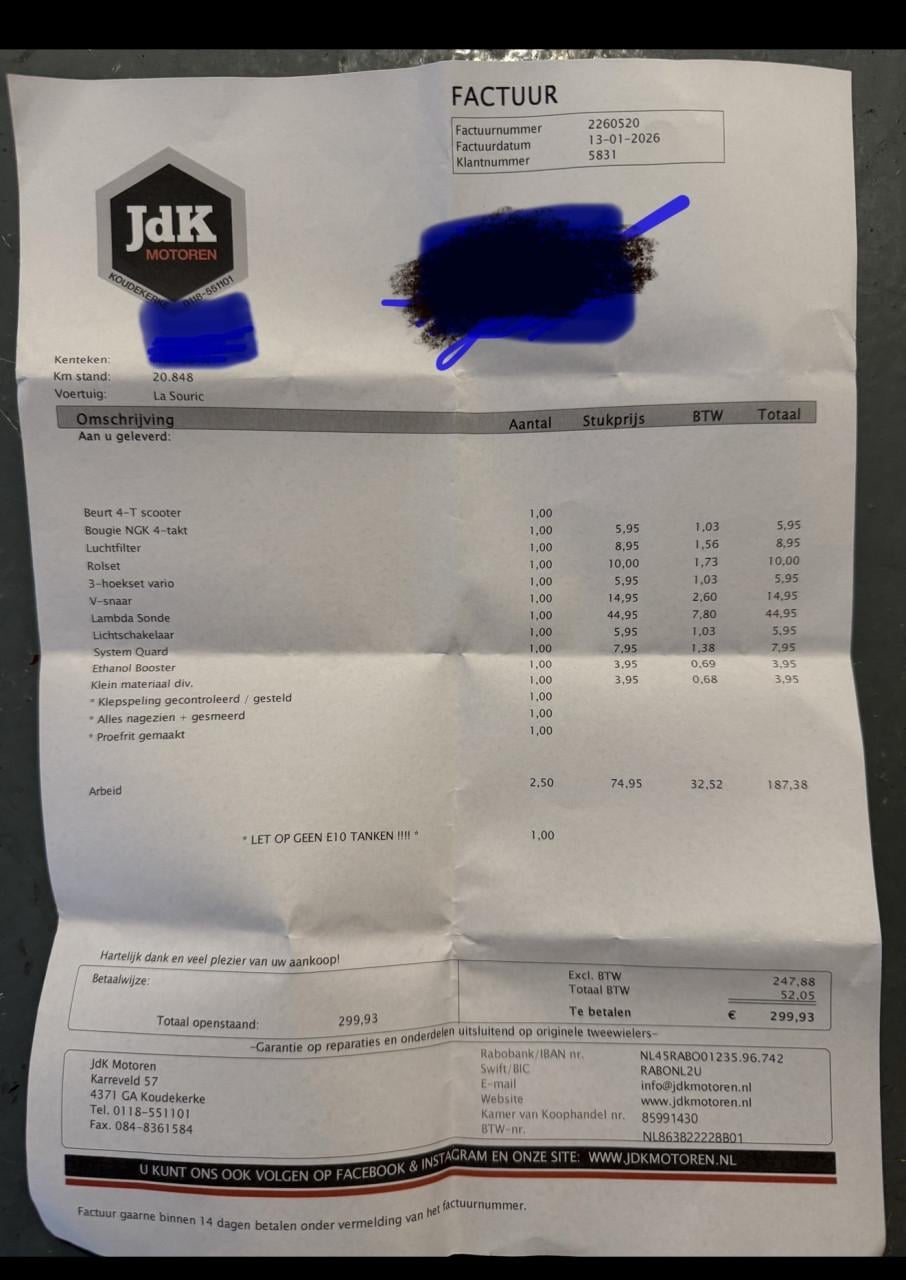 FACTUUR
Factuurnummer 2260520
Factuurdatum 13-01-2026
Klantnummer 5831
JdK
MOTOREN
KOUDEKERKE 0118-551101
Kenteken:
Km stand: 20.848
Voertuig: La Souric
Omschrijving Aantal Stukprijs BTW Totaal
Aan u geleverd:
Beurt 4-T scooter 1,00
Bougie NGK 4-takt 1,00 5,95 1,03 5,95
Luchtfilter 1,00 8,95 1,56 8,95
Rolset 1,00 10,00 1,73 10,00
3-hoekset vario 1,00 5,95 1,03 5,95
V-snaar 1,00 14,95 2,60 14,95
Lambda Sonde 1,00 44,95 7,80 44,95
Lichtschakelaar 1,00 5,95 1,03 5,95
System Quard 1,00 7,95 1,38 7,95
Ethanol Booster 1,00 3,95 0,69 3,95
Klein materiaal div. 1,00 3,95 0,68 3,95
* Klepspeling gecontroleerd / gesteld 1,00
* Alles nagezien + gesmeerd 1,00
* Proefrit gemaakt 1,00
Arbeid 2,50 74,95 32,52 187,38
* LET OP GEEN E10 TANKEN !!!! * 1,00
Hartelijk dank en veel plezier van uw aankoop!
Betaalwijze:
Totaal openstaand: 299,93
Excl. BTW 247,88
Totaal BTW 52,05
Te betalen € 299,93
-Garantie op reparaties en onderdelen uitsluitend op originele tweewielers-
JdK Motoren
Karreveld 57
4371 GA Koudekerke
Tel. 0118-551101
Fax. 084-8361584
Rabobank/IBAN nr. NL45RABO01235.96.742
Swift/BIC RABONL2U
E-mail info@jdkmotoren.nl
Website www.jdkmotoren.nl
Kamer van Koophandel nr. 85991430
BTW-nr. NL863822228B01
U KUNT ONS OOK VOLGEN OP FACEBOOK & INSTAGRAM EN ONZE SITE: WWW.JDKMOTOREN.NL
Factuur gaarne binnen 14 dagen betalen onder vermelding van het factuurnummer.